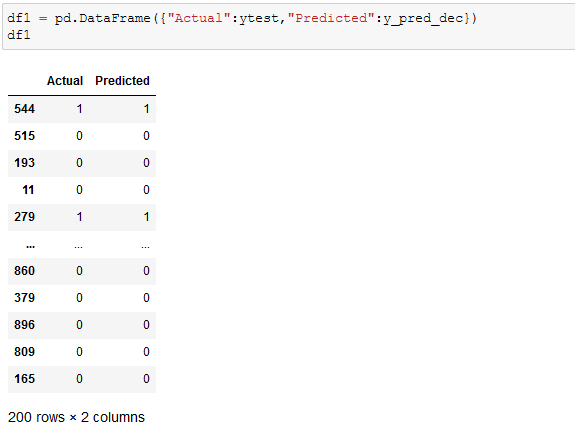 df1 = pd.DataFrame({"Actual":ytest,"Predicted":y_pred_dec})
df1
Actual Predicted
544 1 1
515 0 0
193 0 0
11 0 0
279 1 1
... ... ...
860 0 0
379 0 0
896 0 0
809 0 0
165 0 0
200 rows × 2 columns